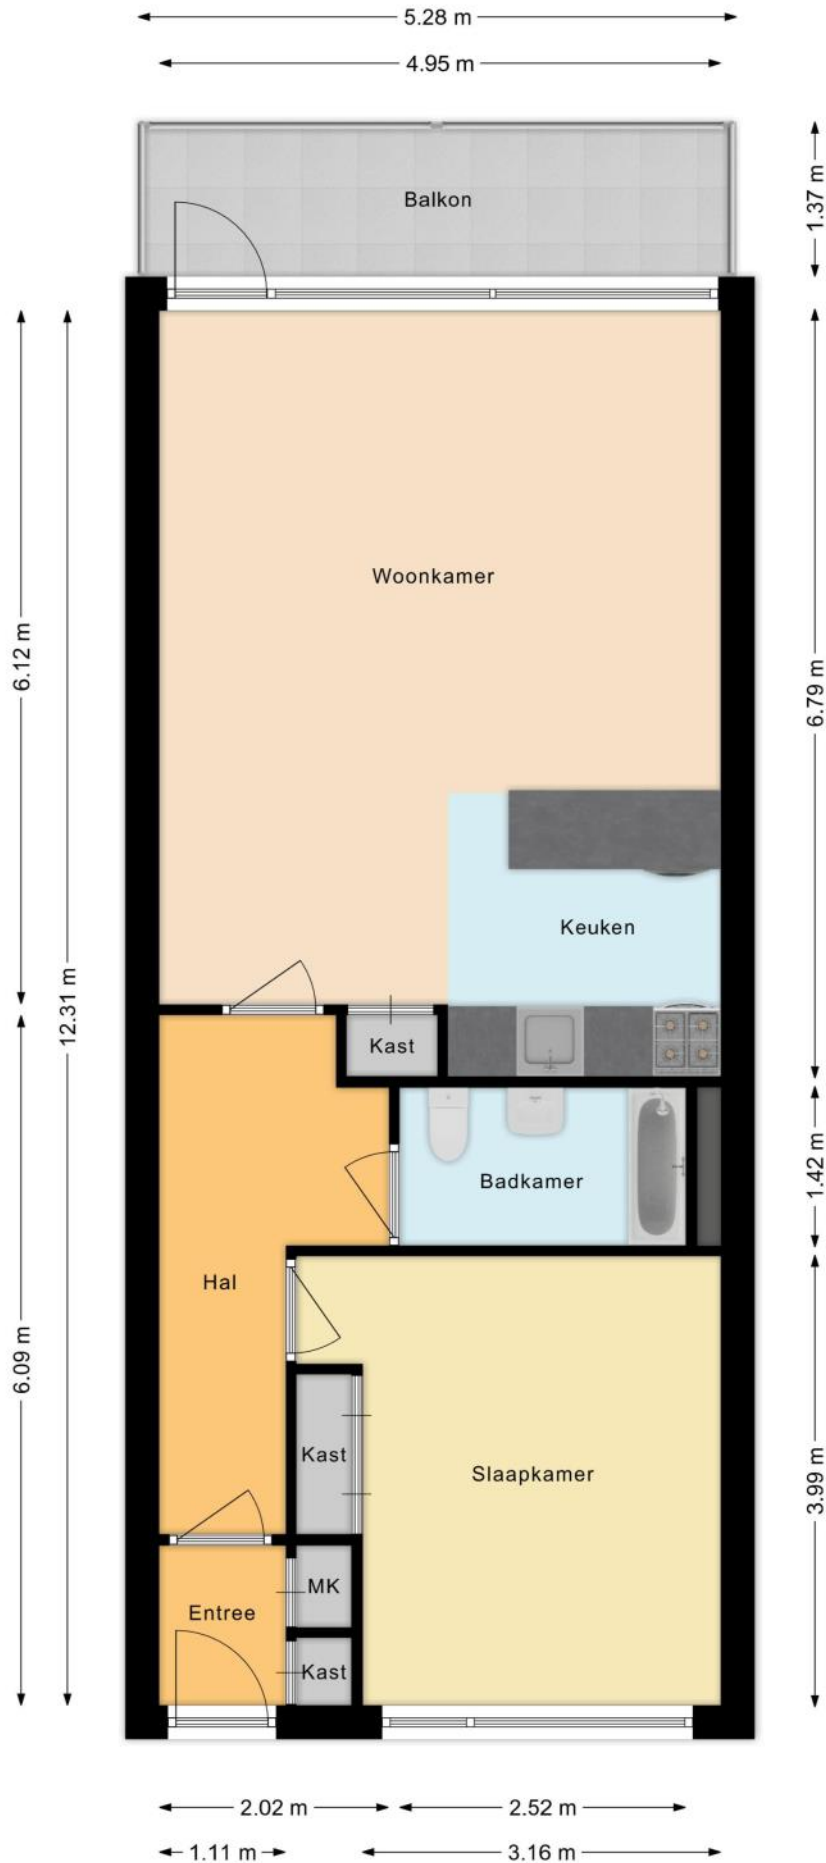 5.28 m
4.95 m
1.37 m
Balkon
Woonkamer
6.12 m
6.79 m
Keuken
12.31 m
Kast
Badkamer
1.42 m
Hal
6.09 m
Kast
Slaapkamer
3.99 m
MK
Entree
Kast
2.02 m
2.52 m
1.11 m
3.16 m